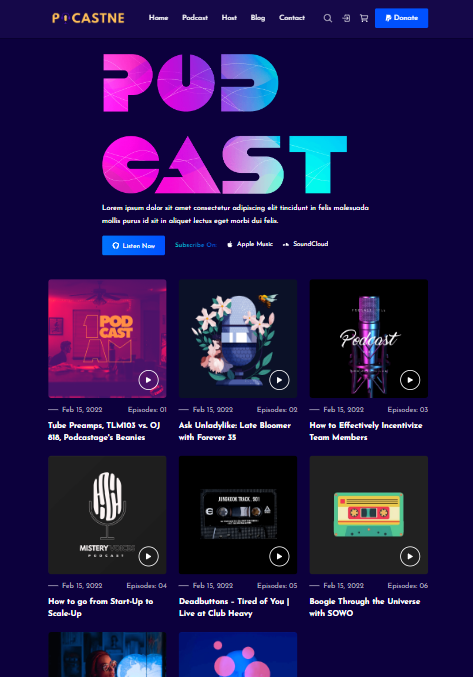 P CASTNE
Home Podcast Host Blog Contact Donate
POD
CAST
Lorem ipsum dolor sit amet consectetur adipiscing elit tincidunt in felis malesuada
mollis purus id sit in aliquet lectus eget morbi dui felis.
Listen Now Subscribe On: Apple Music SoundCloud
1 POD
CAST
AM
Podcast
Feb 15, 2022 Episodes: 01
Tube Preamps, TLM103 vs. OJ
818, Podcastage's Beanies
Feb 15, 2022 Episodes: 02
Ask Unladylike: Late Bloomer
with Forever 35
Feb 15, 2022 Episodes: 03
How to Effectively Incentivize
Team Members
MISTERY VOICES
PODCAST
Feb 15, 2022 Episodes: 04
How to go from Start-Up to
Scale-Up
Feb 15, 2022 Episodes: 05
Deadbuttons – Tired of You |
Live at Club Heavy
Feb 15, 2022 Episodes: 06
Boogie Through the Universe
with SOWO